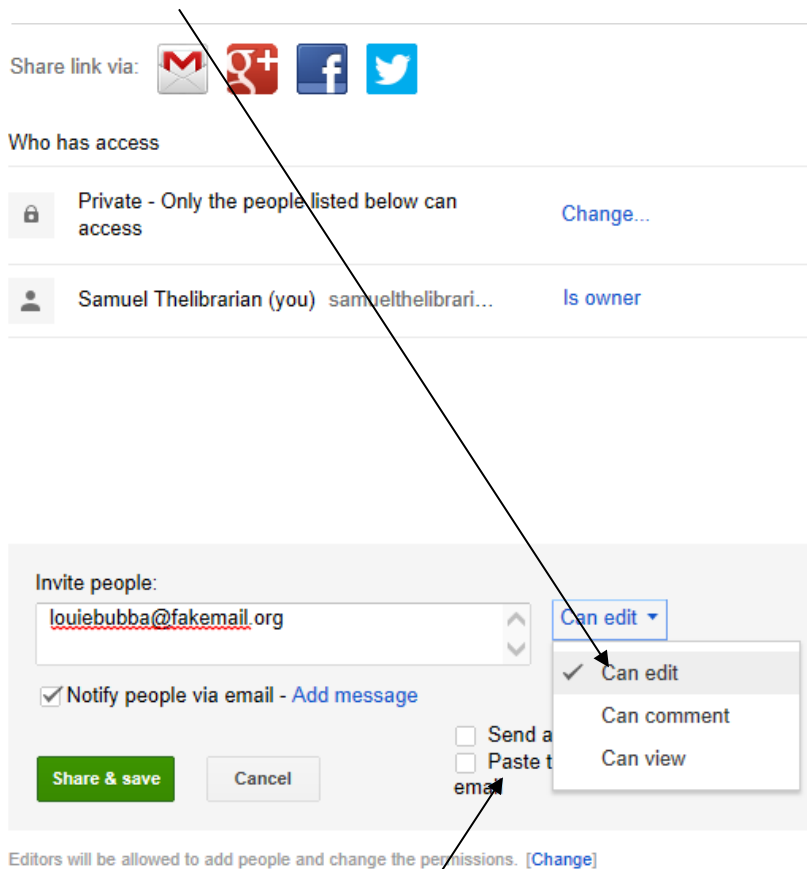 Share link via:
Who has access
Private - Only the people listed below can
access
Change...
Samuel Thelibrarian (you) samuelthelibrari...
Is owner
Invite people:
louiebubba@fakemail.org
Can edit
Can edit
Can comment
Can view
Notify people via email - Add message
Send a
Paste t
email
Share & save
Cancel
Editors will be allowed to add people and change the permissions. [Change]